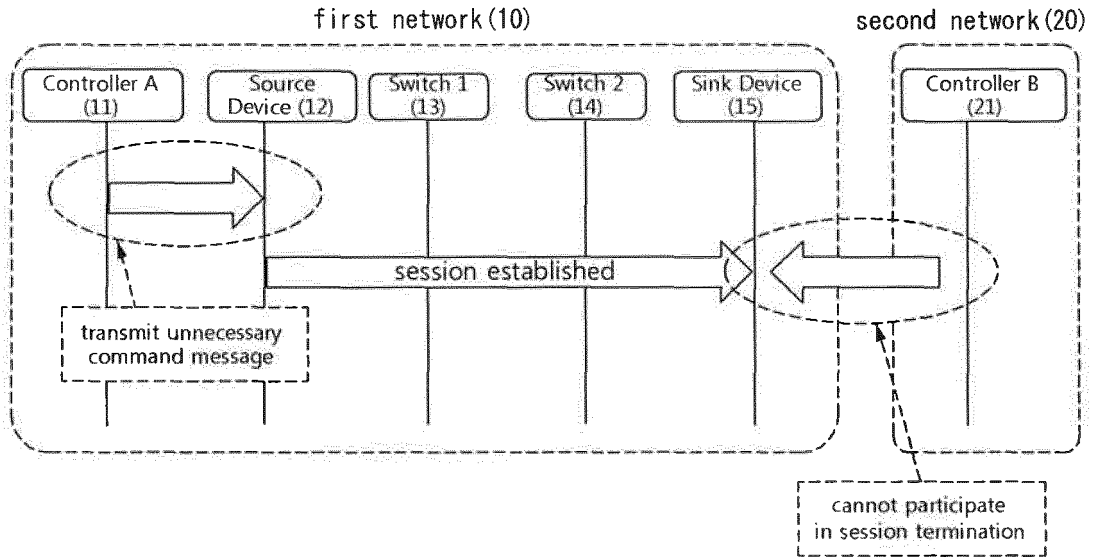 first network(10)
second network(20)
Controller A
(11)
Source
Device (12)
Switch 1
(13)
Switch 2
(14)
Sink Device
(15)
Controller B
(21)
session established
transmit unnecessary
command message
cannot participate
in session termination